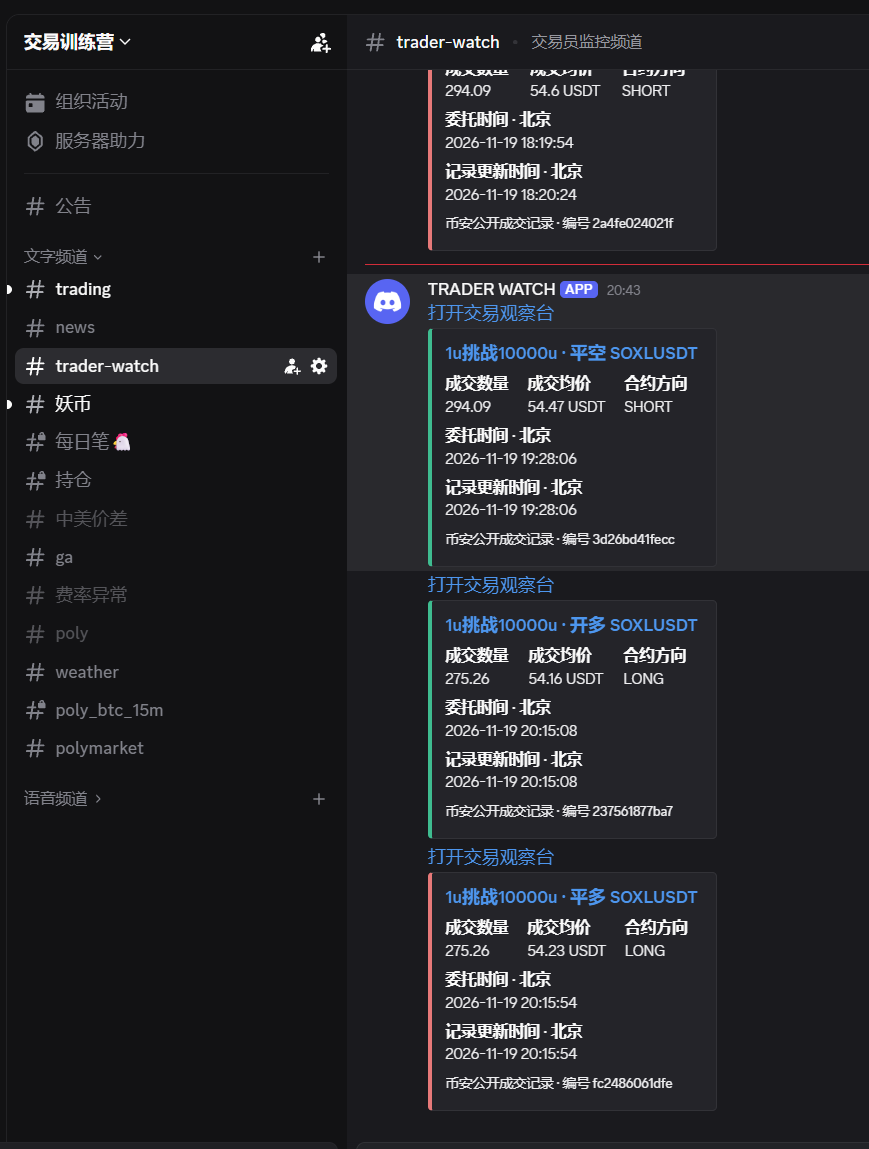 交易训练营
组织活动
服务器助力
公告
文字频道
trading
news
trader-watch
妖币
每日笔🐔
持仓
中美价差
ga
费率异常
poly
weather
poly_btc_15m
polymarket
语音频道
# trader-watch • 交易员监控频道
成交数量 成交均价 合约方向
294.09 54.6 USDT SHORT
委托时间 · 北京
2026-11-19 18:19:54
记录更新时间 · 北京
2026-11-19 18:20:24
币安公开成交记录 · 编号 2a4fe024021f
TRADER WATCH APP 20:43
打开交易观察台
1u挑战10000u · 平空 SOXLUSDT
成交数量 成交均价 合约方向
294.09 54.47 USDT SHORT
委托时间 · 北京
2026-11-19 19:28:06
记录更新时间 · 北京
2026-11-19 19:28:06
币安公开成交记录 · 编号 3d26bd41fecc
打开交易观察台
1u挑战10000u · 开多 SOXLUSDT
成交数量 成交均价 合约方向
275.26 54.16 USDT LONG
委托时间 · 北京
2026-11-19 20:15:08
记录更新时间 · 北京
2026-11-19 20:15:08
币安公开成交记录 · 编号 237561877ba7
打开交易观察台
1u挑战10000u · 平多 SOXLUSDT
成交数量 成交均价 合约方向
275.26 54.23 USDT LONG
委托时间 · 北京
2026-11-19 20:15:54
记录更新时间 · 北京
2026-11-19 20:15:54
币安公开成交记录 · 编号 fc2486061dfe